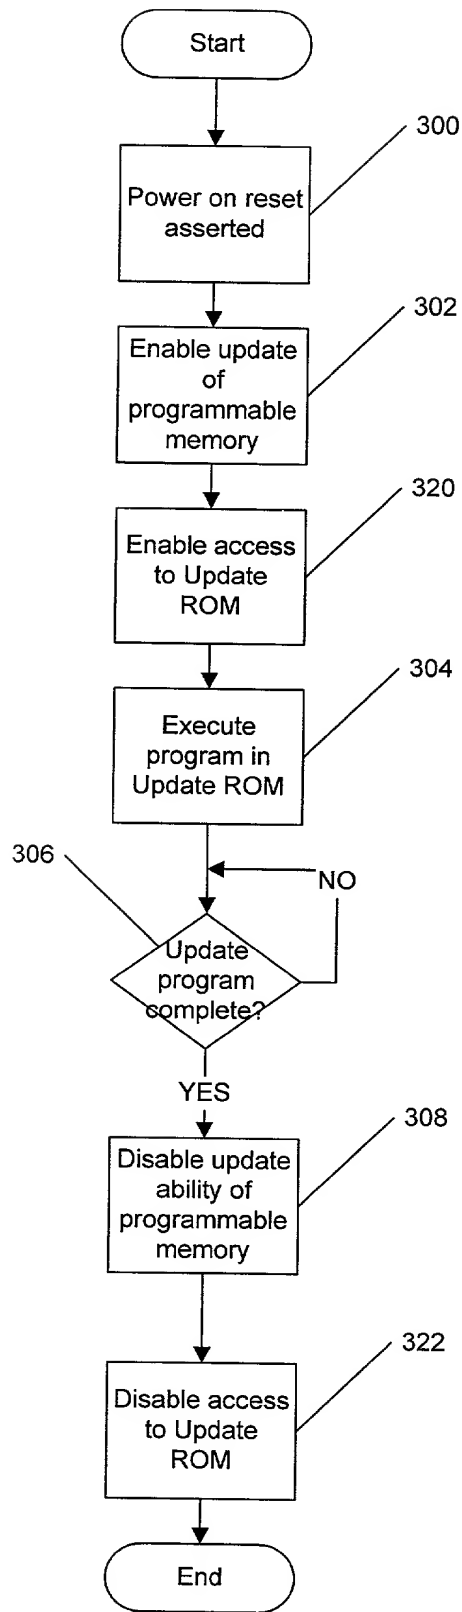 Start
300
Power on reset
asserted
302
Enable update
of
programmable
memory
320
Enable access
to Update
ROM
304
Execute
program in
Update ROM
306
NO
Update
program
complete?
YES
308
Disable update
ability of
programmable
memory
322
Disable access
to Update
ROM
End